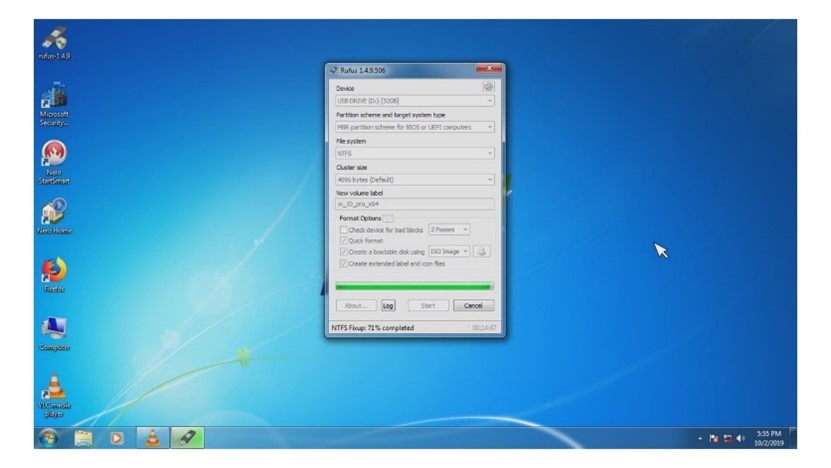 rufus-1.4.9
Microsoft
Security...
Nero
StartSmart
Nero Home
Firefox
Computer
VLC media
player
Rufus 1.4.9.506
Device
USB DRIVE (D:) [32GB]
Partition scheme and target system type
MBR partition scheme for BIOS or UEFI computers
File system
NTFS
Cluster size
4096 bytes (Default)
New volume label
w_10_pro_x64
Format Options
Check device for bad blocks 2 Passes
Quick format
Create a bootable disk using ISO Image
Create extended label and icon files
About... Log Start Cancel
NTFS Fixup: 71% completed 00:14:47
5:55 PM
10/2/2019